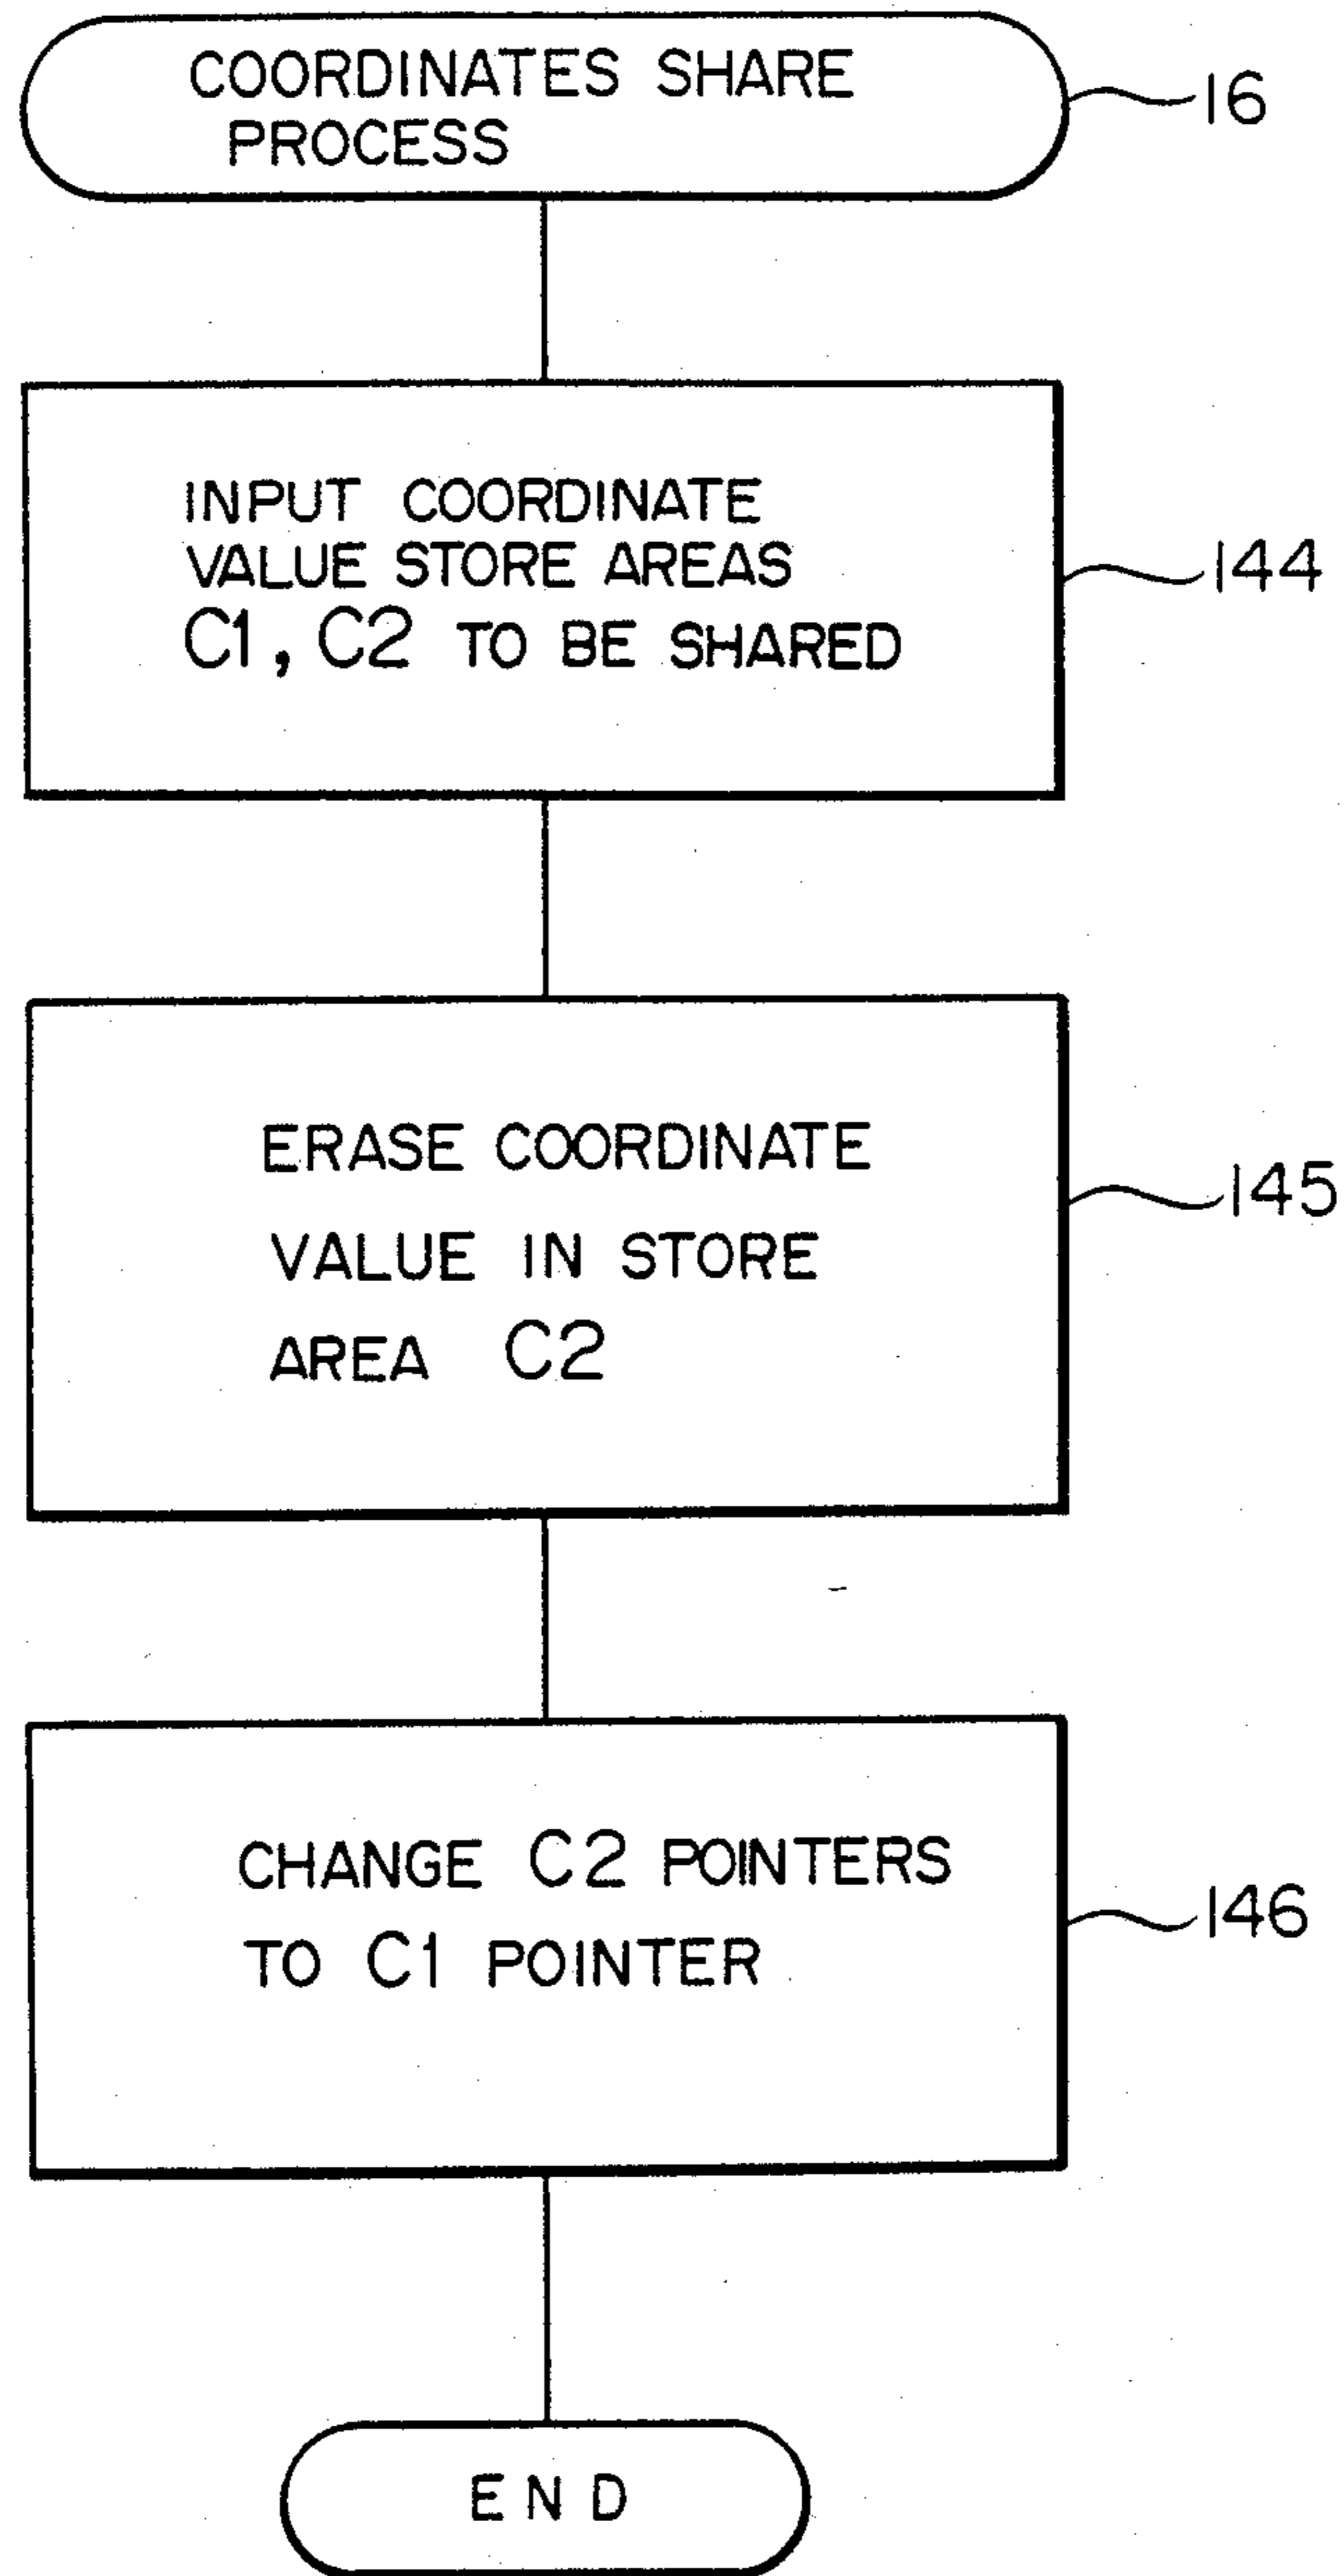 COORDINATES SHARE
PROCESS
16
INPUT COORDINATE
VALUE STORE AREAS
C1, C2 TO BE SHARED
144
ERASE COORDINATE
VALUE IN STORE
AREA C2
145
CHANGE C2 POINTERS
TO C1 POINTER
146
END